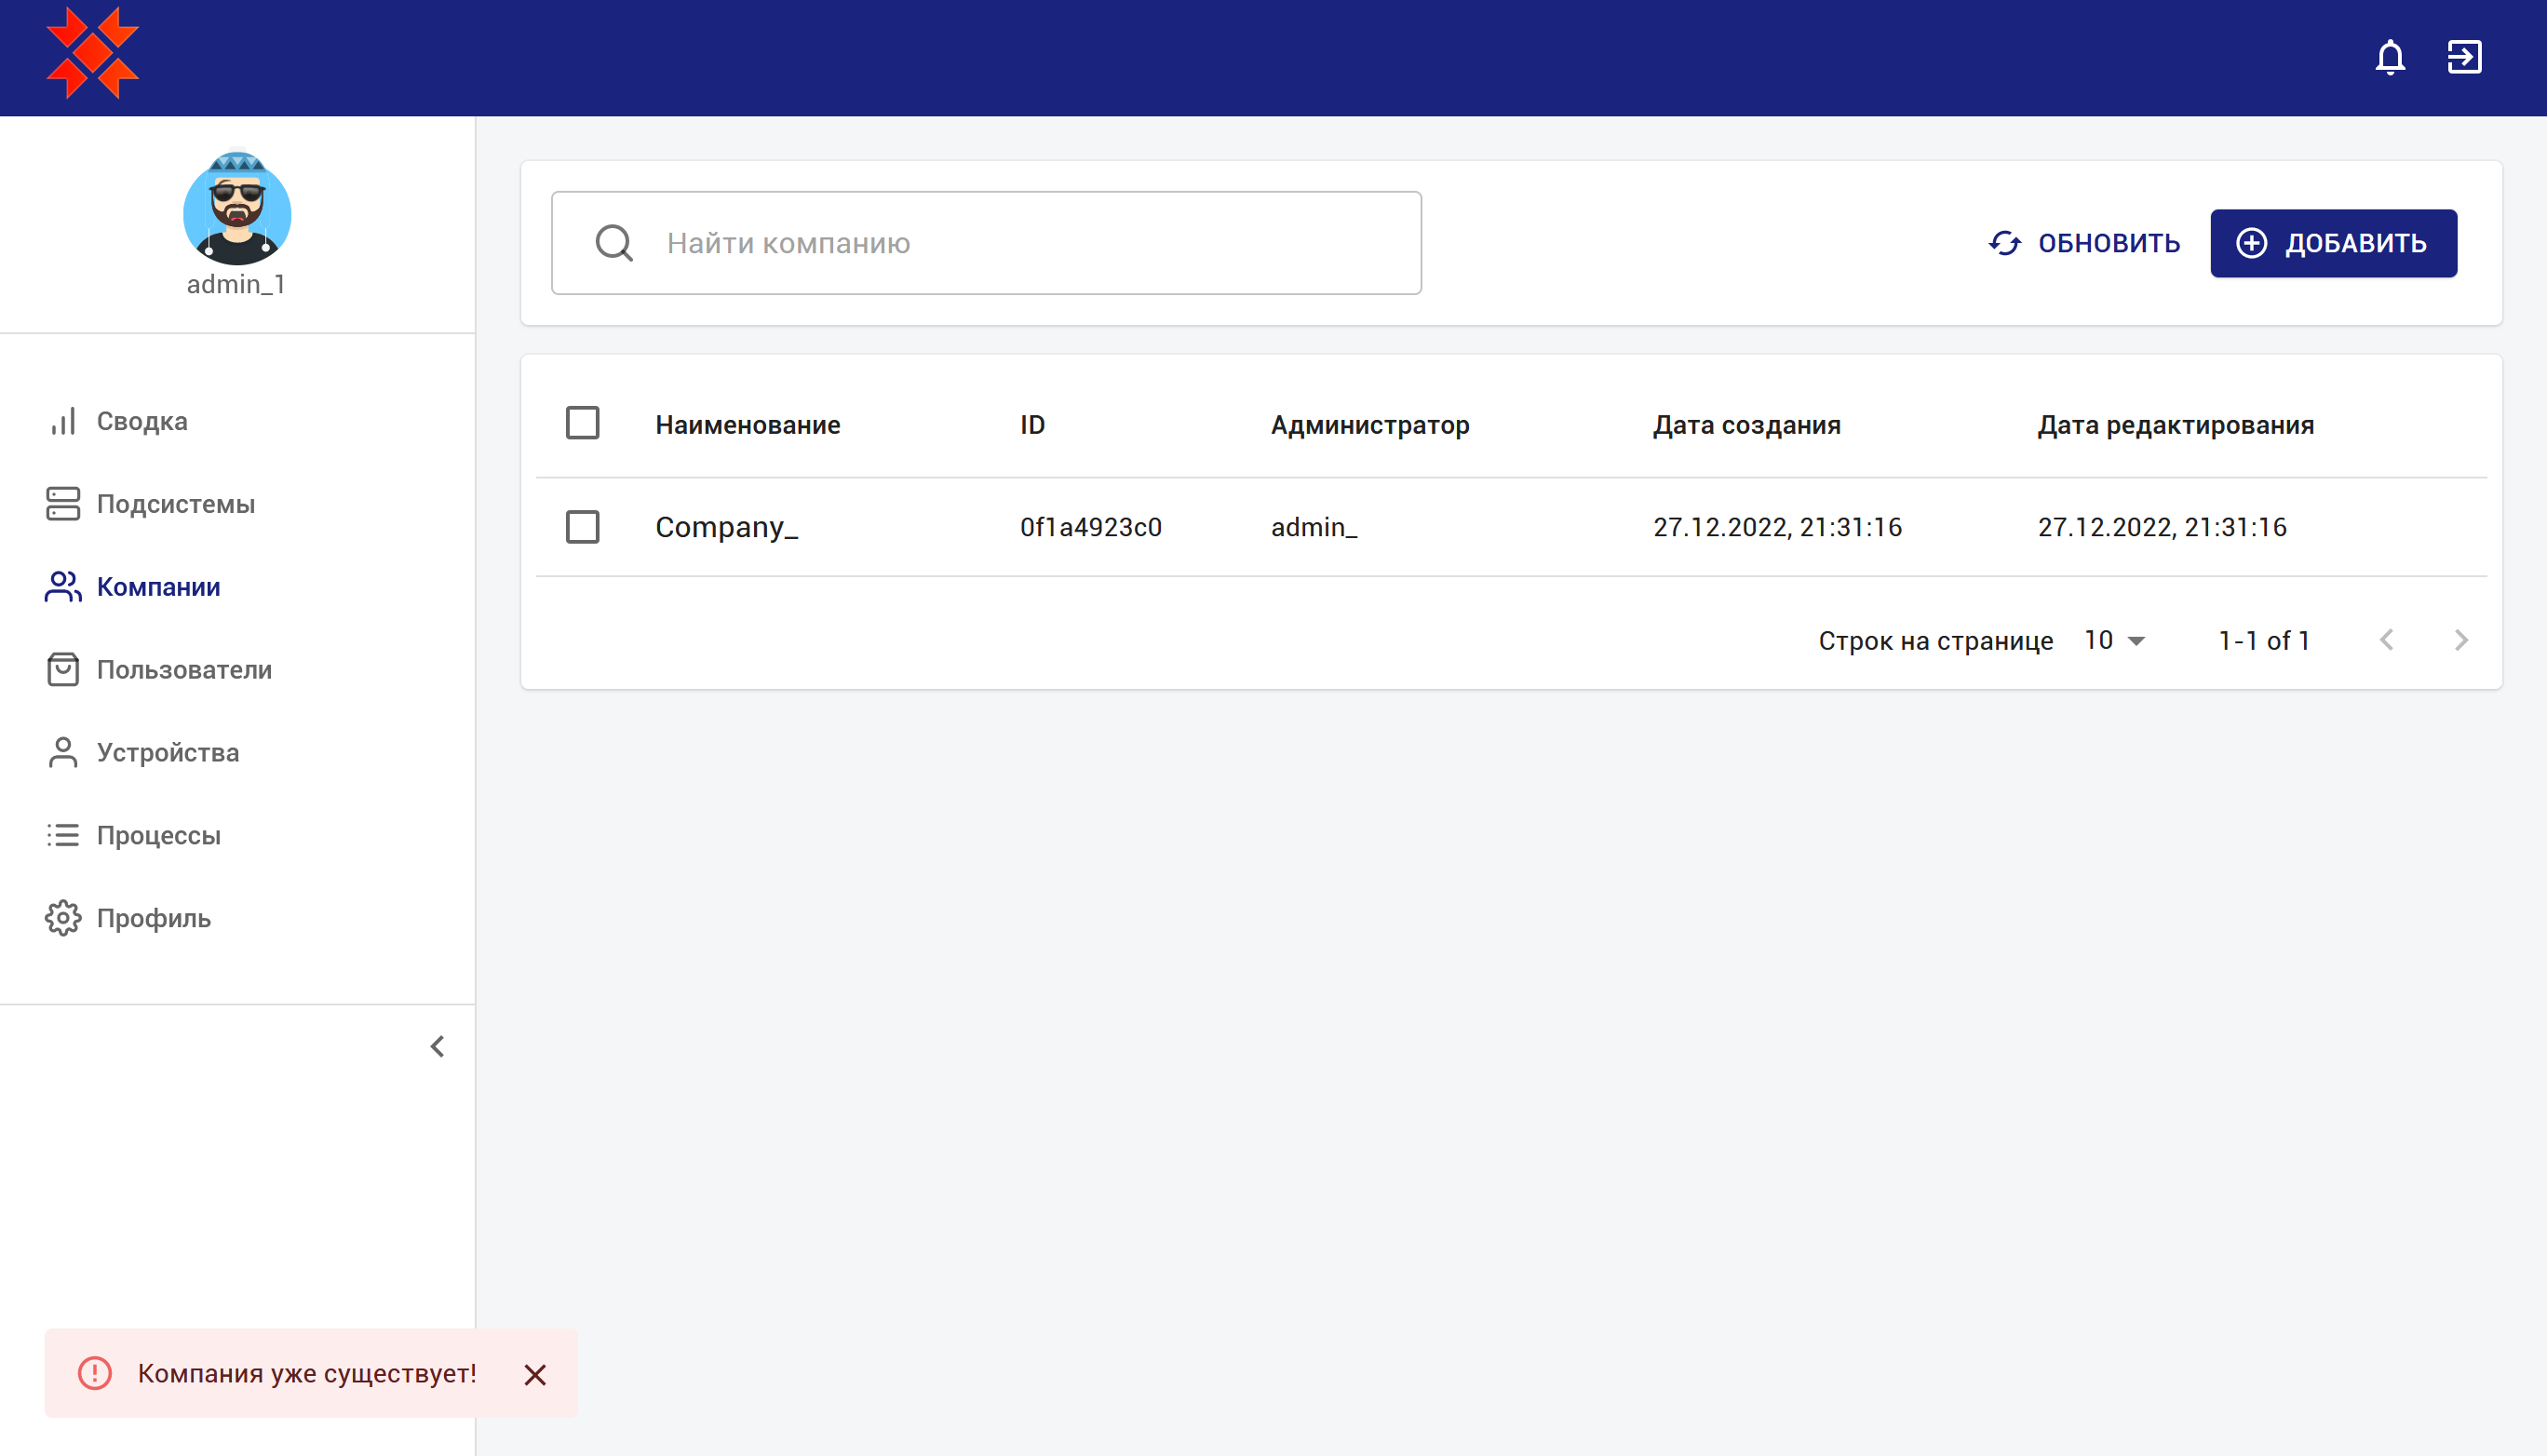 admin_1
Сводка
Подсистемы
Компании
Пользователи
Устройства
Процессы
Профиль
Найти компанию
ОБНОВИТЬ
ДОБАВИТЬ
Наименование ID Администратор Дата создания Дата редактирования
Company_ 0f1a4923c0 admin_ 27.12.2022, 21:31:16 27.12.2022, 21:31:16
Строк на странице 10 1-1 of 1
Компания уже существует!